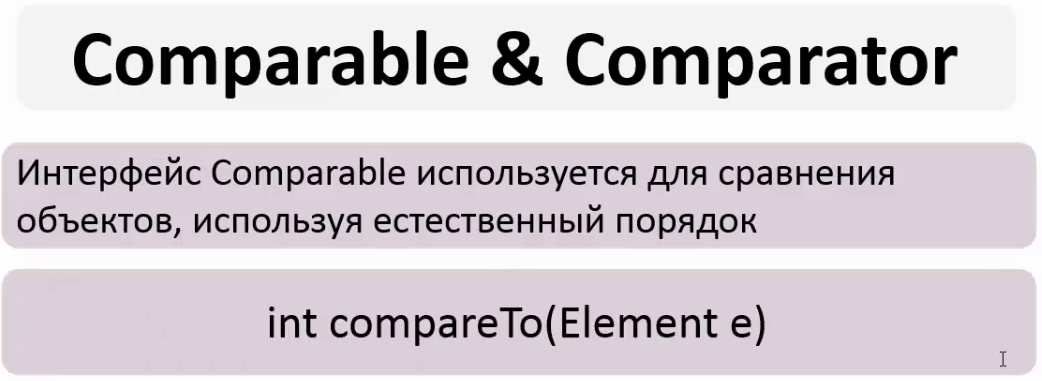 Comparable & Comparator
Интерфейс Comparable используется для сравнения
объектов, используя естественный порядок
int compareTo(Element e)